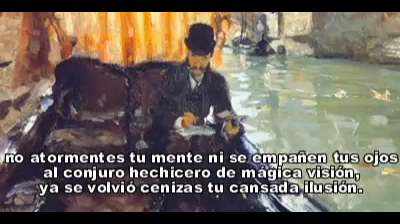 no atormentes tu mente ni se empañen tus ojos
al conjuro hechicero de mágica visión,
ya se volvió cenizas tu cansada ilusión.